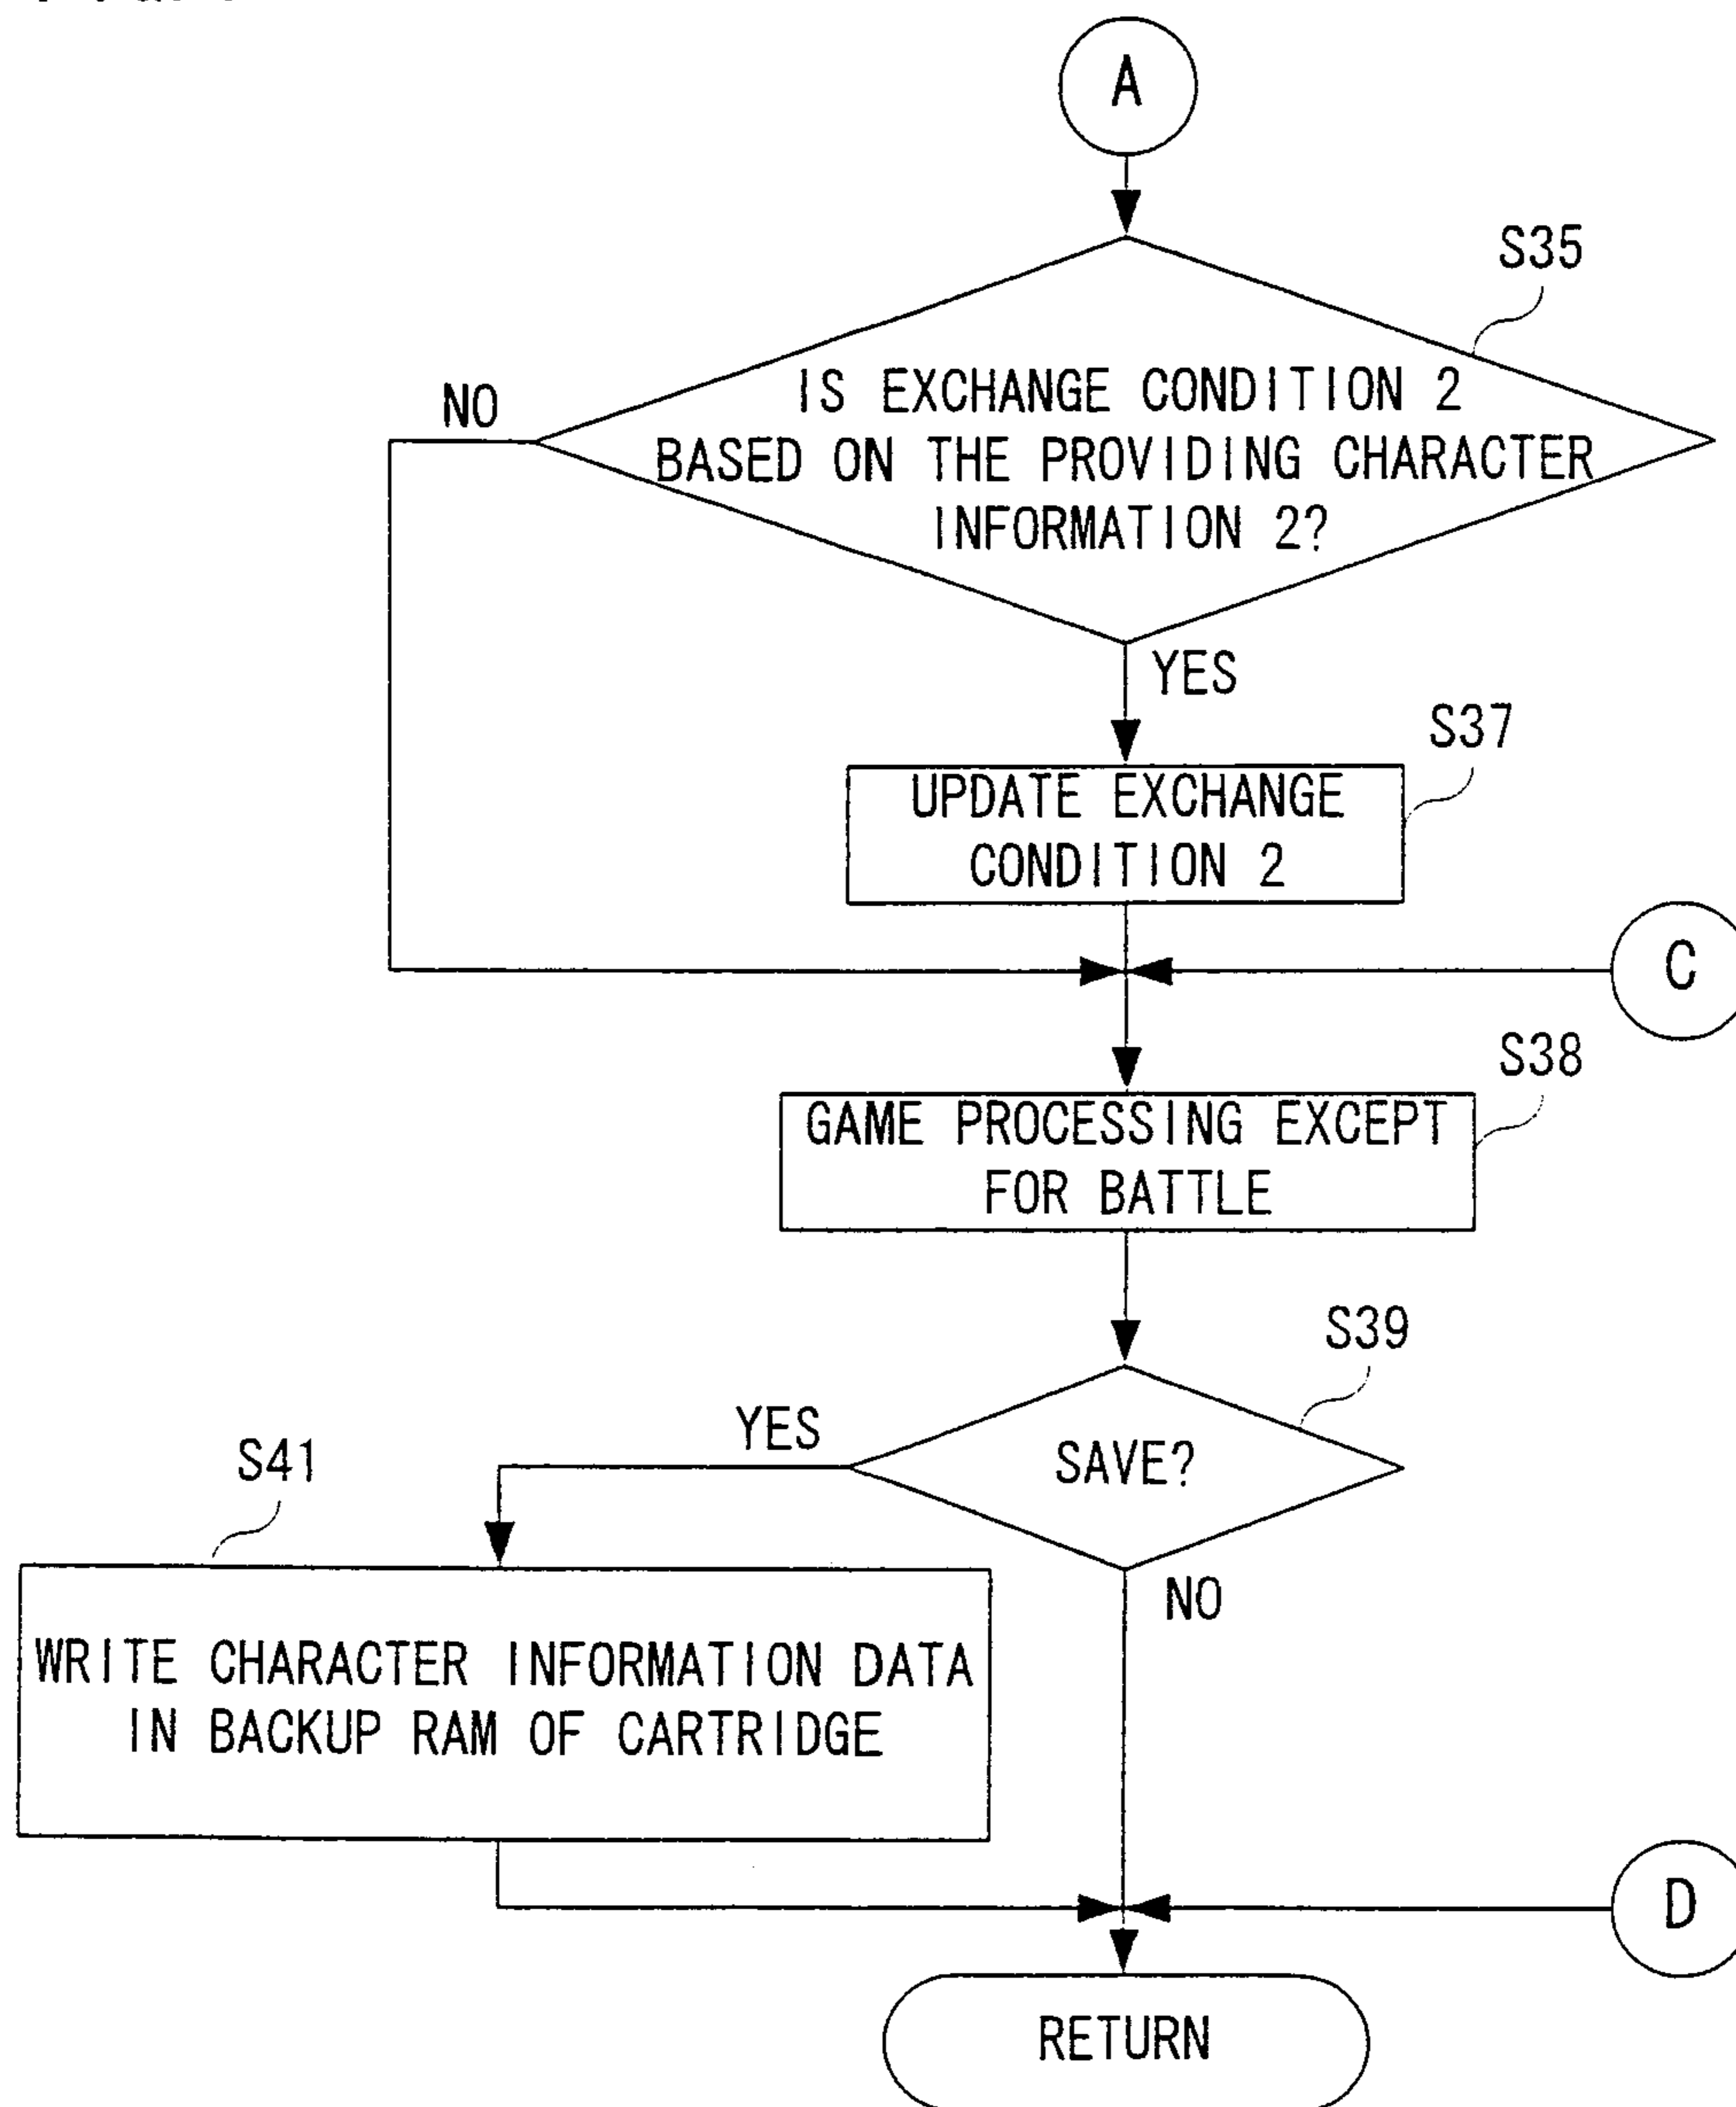 A
S35
NO
IS EXCHANGE CONDITION 2
BASED ON THE PROVIDING CHARACTER
INFORMATION 2?
YES
S37
UPDATE EXCHANGE
CONDITION 2
C
S38
GAME PROCESSING EXCEPT
FOR BATTLE
S39
YES
SAVE?
S41
NO
WRITE CHARACTER INFORMATION DATA
IN BACKUP RAM OF CARTRIDGE
D
RETURN